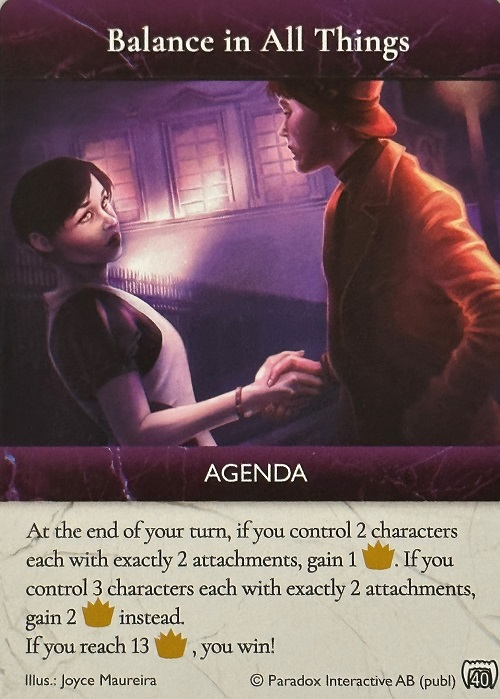 Balance in All Things
AGENDA
At the end of your turn, if you control 2 characters
each with exactly 2 attachments, gain 1 . If you
control 3 characters each with exactly 2 attachments,
gain 2 instead.
If you reach 13 , you win!
Illus.: Joyce Maureira © Paradox Interactive AB (publ) 40